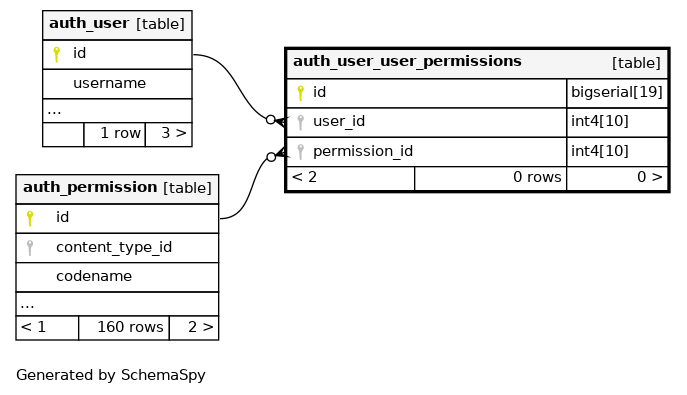 auth_user [table]
id
username
...
1 row 3 >
auth_permission [table]
id
content_type_id
codename
...
< 1 160 rows 2 >
auth_user_user_permissions [table]
id bigserial[19]
user_id int4[10]
permission_id int4[10]
< 2 0 rows 0 >
Generated by SchemaSpy